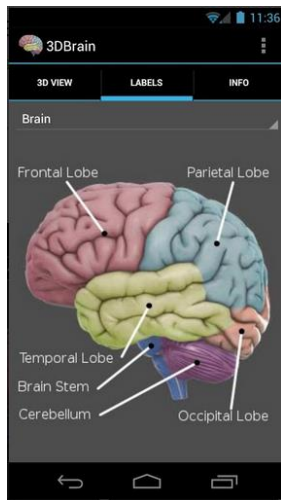 11:36
3DBrain
3D VIEW LABELS INFO
Brain
Frontal Lobe Parietal Lobe
Temporal Lobe
Brain Stem
Cerebellum Occipital Lobe